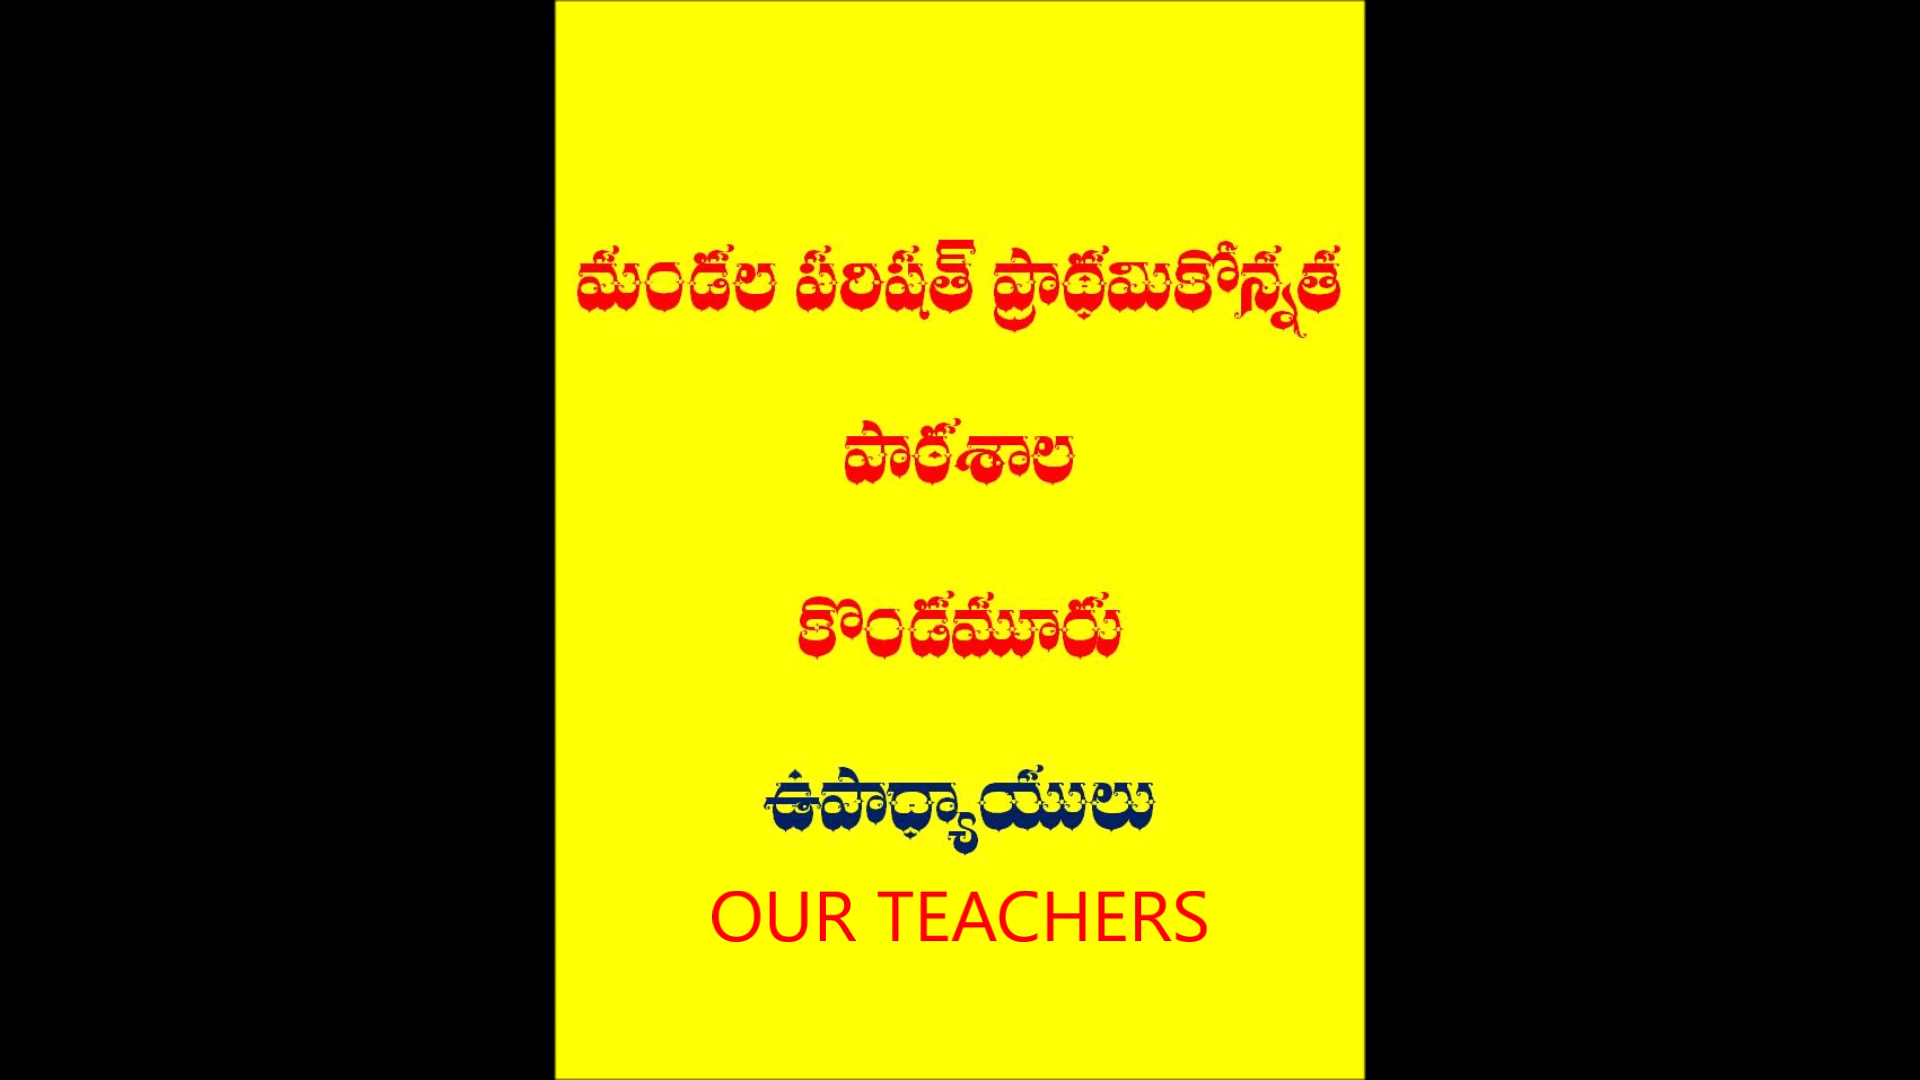 మండల పరిషత్ ప్రాథమికోన్నత
పాఠశాల
కొండమూరు
ఉపాధ్యాయులు
OUR TEACHERS